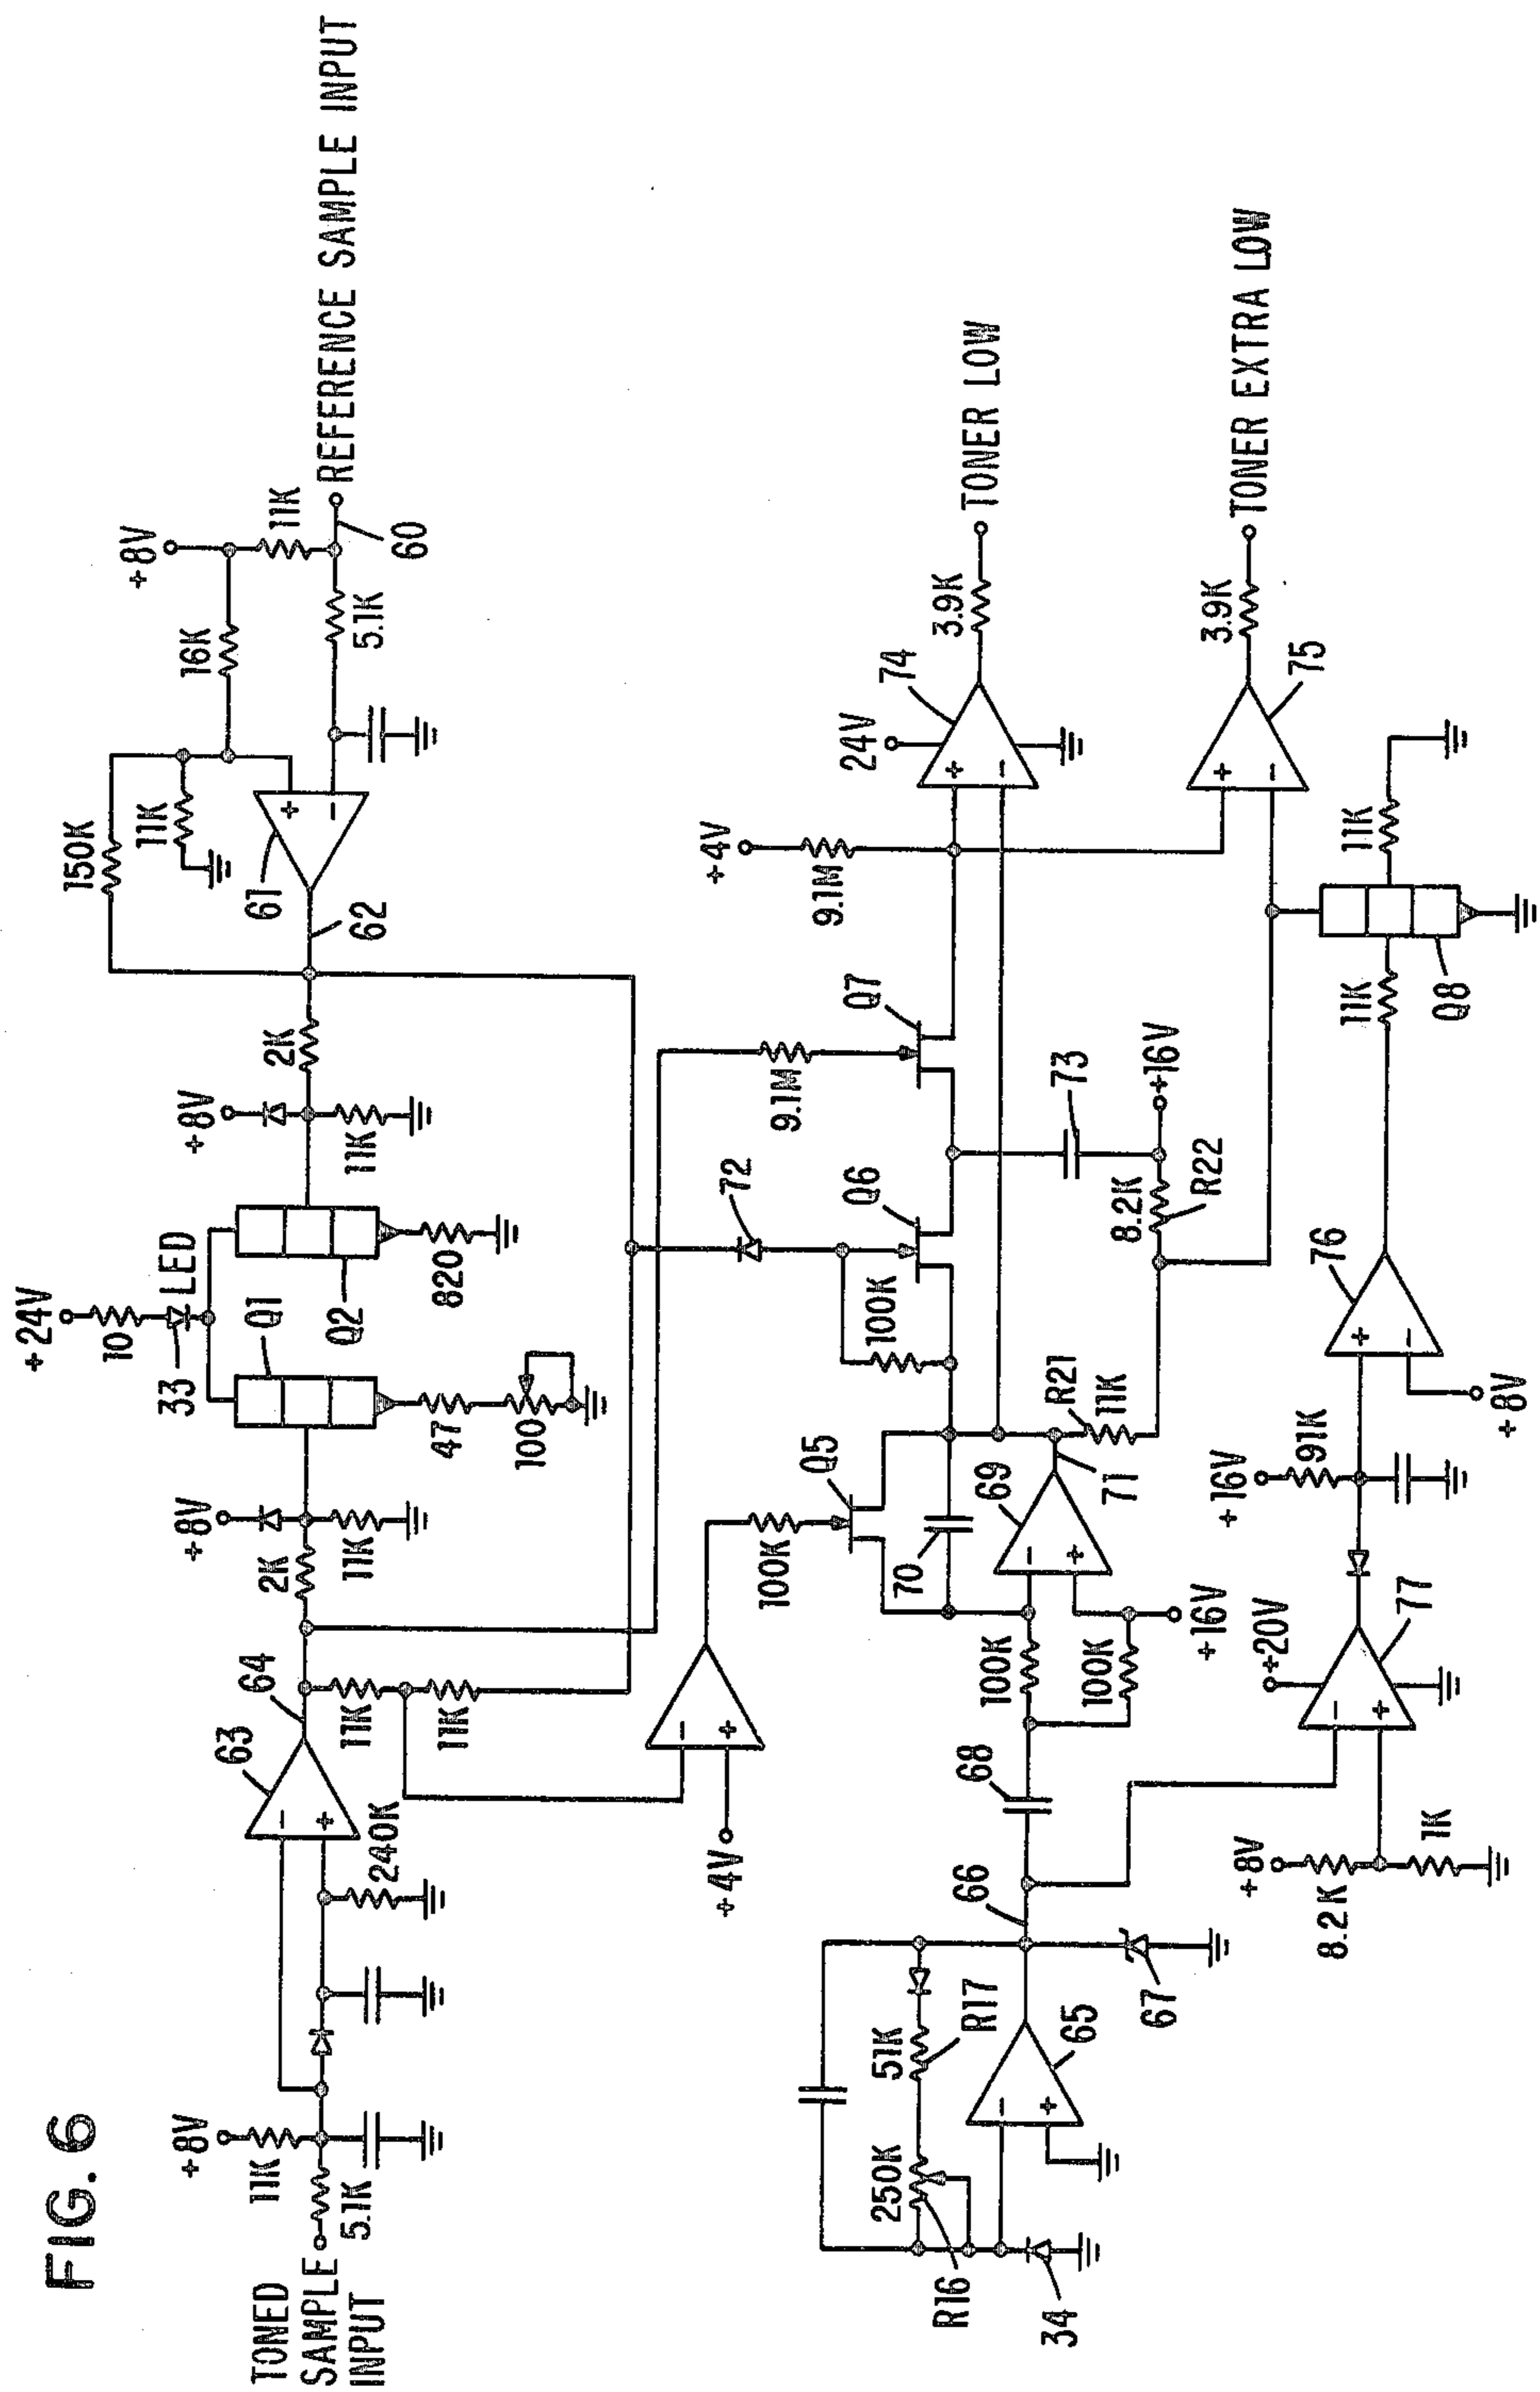 FIG. 6
TONED
SAMPLE
INPUT
5.1K
11K
+8V
240K
63
64
2K
+8V
11K
11K
11K
+24V
10
33
LED
Q1
47
100
Q2
820
+8V
11K
2K
62
61
150K
11K
16K
+8V
11K
5.1K
60
REFERENCE SAMPLE INPUT
+4V
100K
Q5
70
100K
72
Q6
9.1M
Q7
+4V
9.1M
24V
74
3.9K
TONER LOW
R16
250K
51K
R17
34
65
67
66
68
100K
100K
+16V
69
71
R21
11K
8.2K
R22
73
+16V
75
3.9K
TONER EXTRA LOW
+8V
8.2K
1K
+20V
77
+16V
91K
+8V
76
11K
Q8
11K